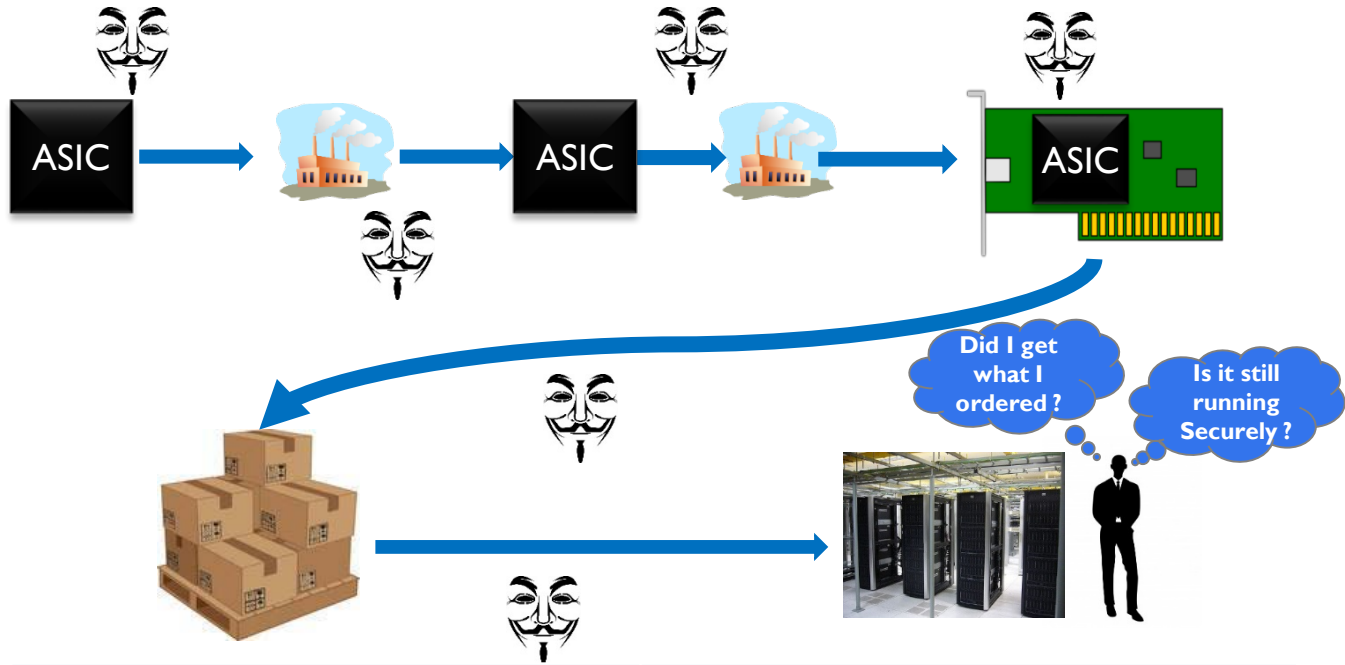 ASIC
ASIC
ASIC
Did I get
what I
ordered ?
Is it still
running
Securely ?